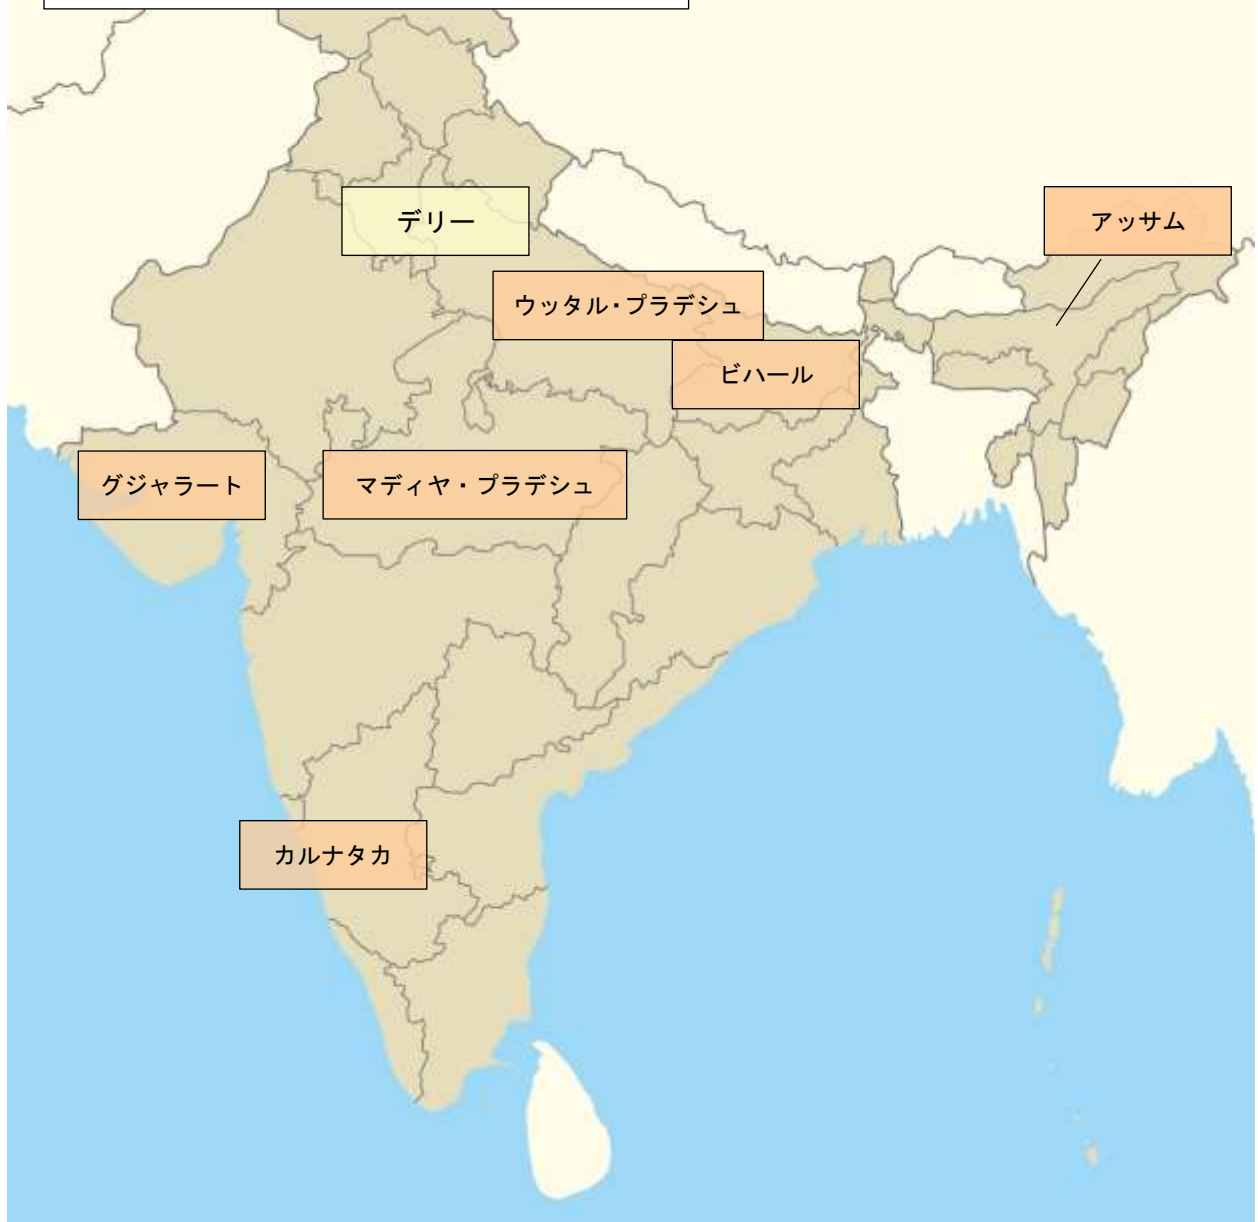 デリー
アッサム
ウッタル・プラデシュ
ビハール
グジャラート
マディヤ・プラデシュ
カルナタカ